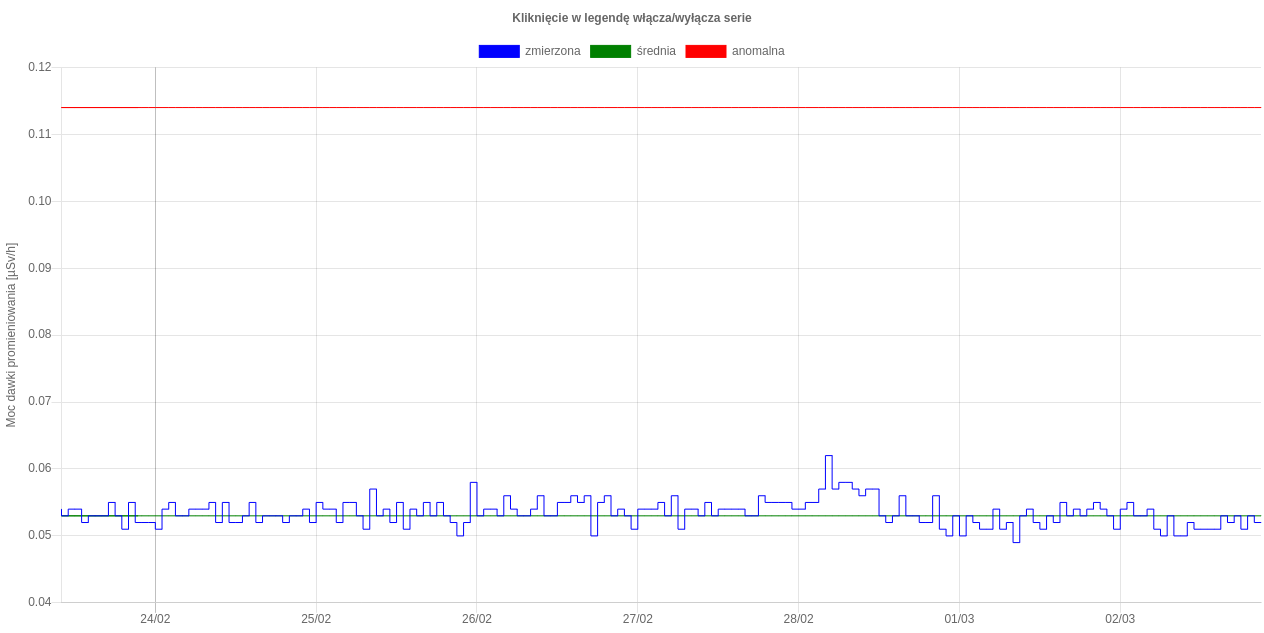 Kliknięcie w legendę włącza/wyłącza serie
zmierzona średnia anomalna
Moc dawki promieniowania [µSv/h]
0.12
0.11
0.10
0.09
0.08
0.07
0.06
0.05
0.04
24/02 25/02 26/02 27/02 28/02 01/03 02/03